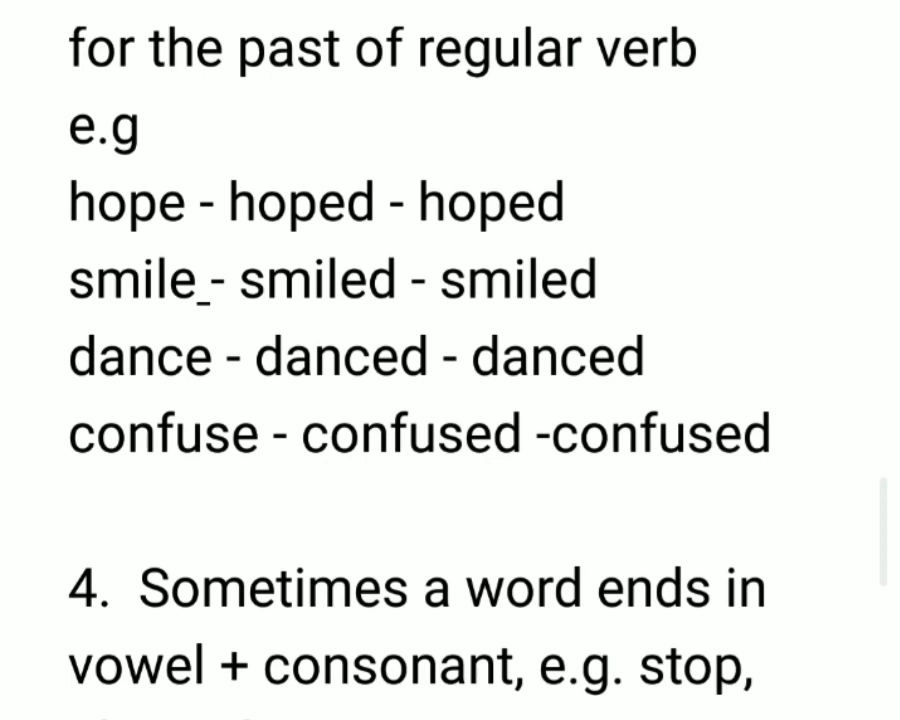 for the past of regular verb
e.g
hope - hoped - hoped
smile_- smiled - smiled
dance - danced - danced
confuse - confused -confused
4.  Sometimes a word ends in
vowel + consonant, e.g. stop,